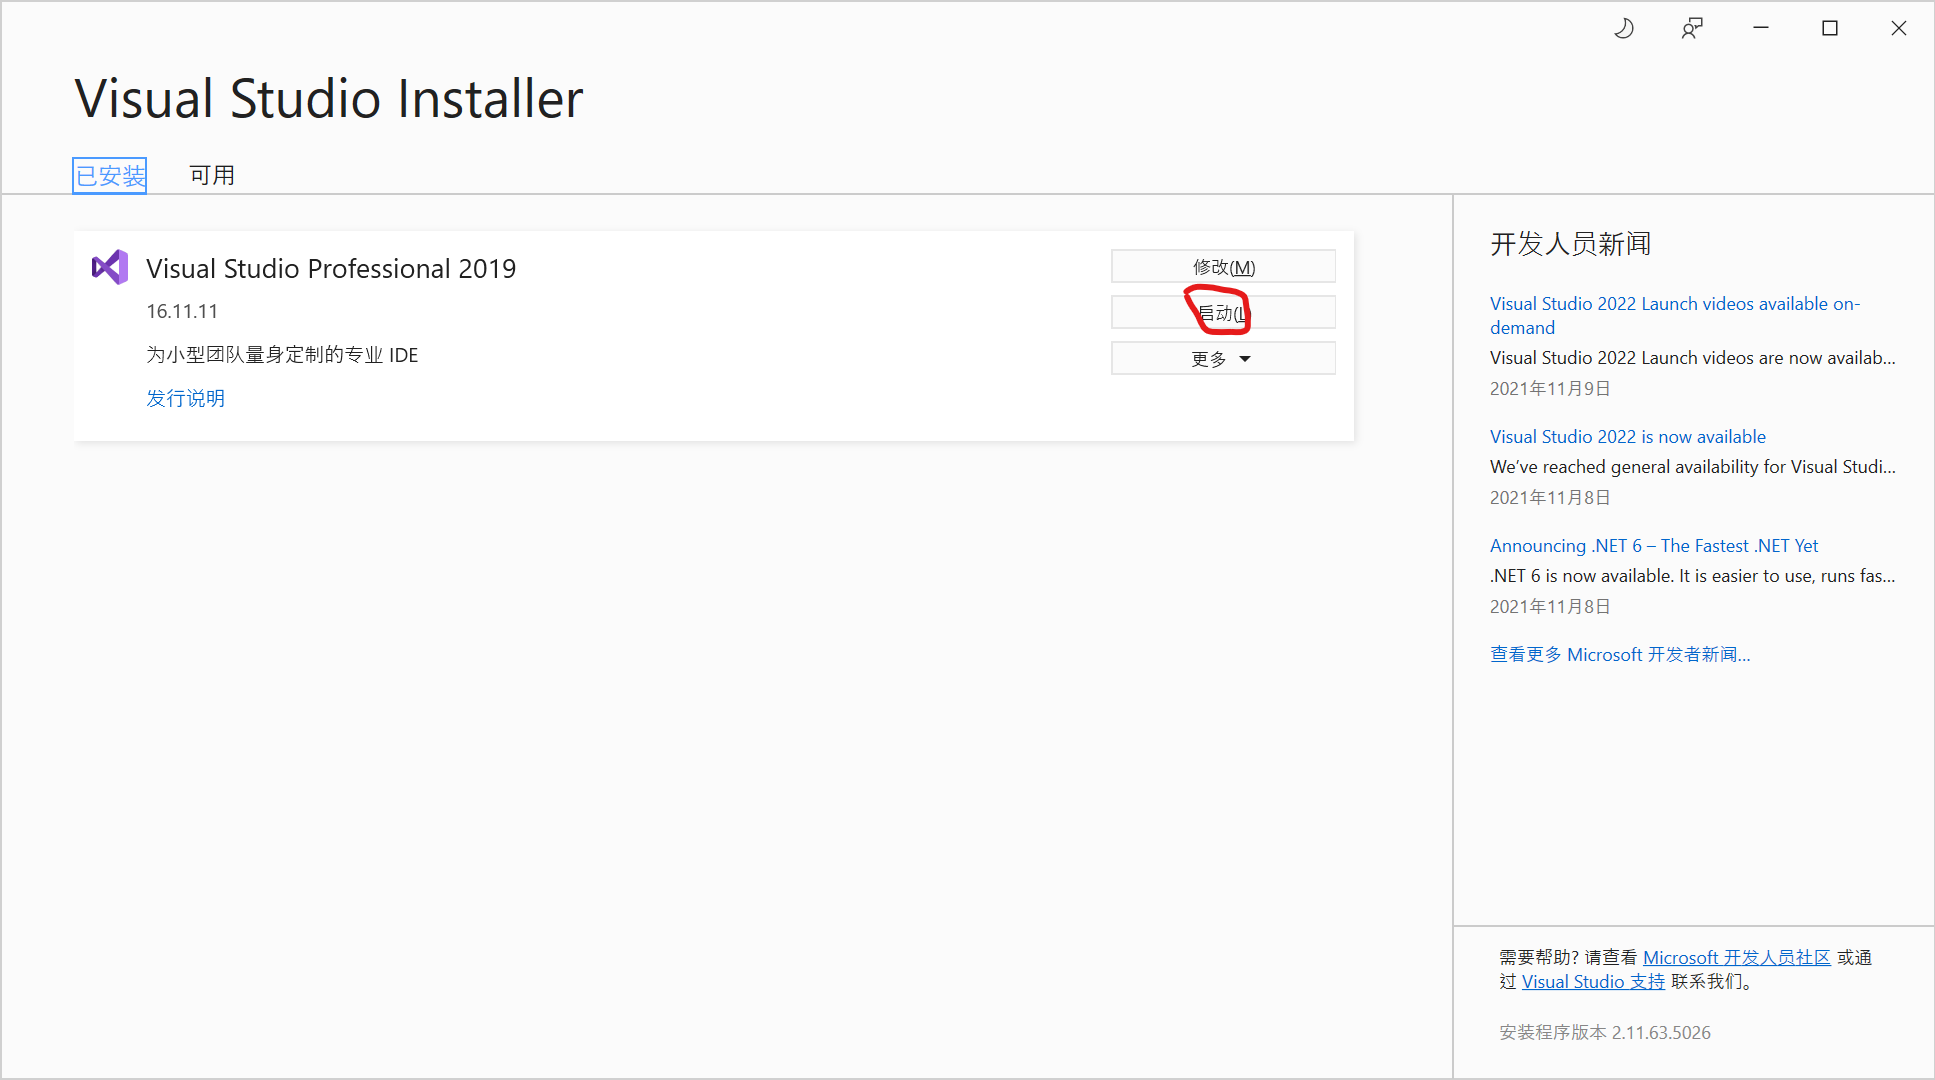 Visual Studio Installer
已安装
可用
Visual Studio Professional 2019
16.11.11
为小型团队量身定制的专业 IDE
发行说明
修改(M)
启动(L
更多
开发人员新闻
Visual Studio 2022 Launch videos available on-
demand
Visual Studio 2022 Launch videos are now availab...
2021年11月9日
Visual Studio 2022 is now available
We’ve reached general availability for Visual Studi...
2021年11月8日
Announcing .NET 6 – The Fastest .NET Yet
.NET 6 is now available. It is easier to use, runs fas...
2021年11月8日
查看更多 Microsoft 开发者新闻...
需要帮助? 请查看 Microsoft 开发人员社区 或通
过 Visual Studio 支持 联系我们。
安装程序版本 2.11.63.5026